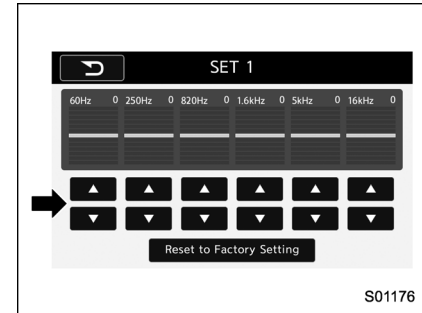 SET 1
60Hz 0 250Hz 0 820Hz 0 1.6kHz 0 5kHz 0 16kHz 0
Reset to Factory Setting
S01176